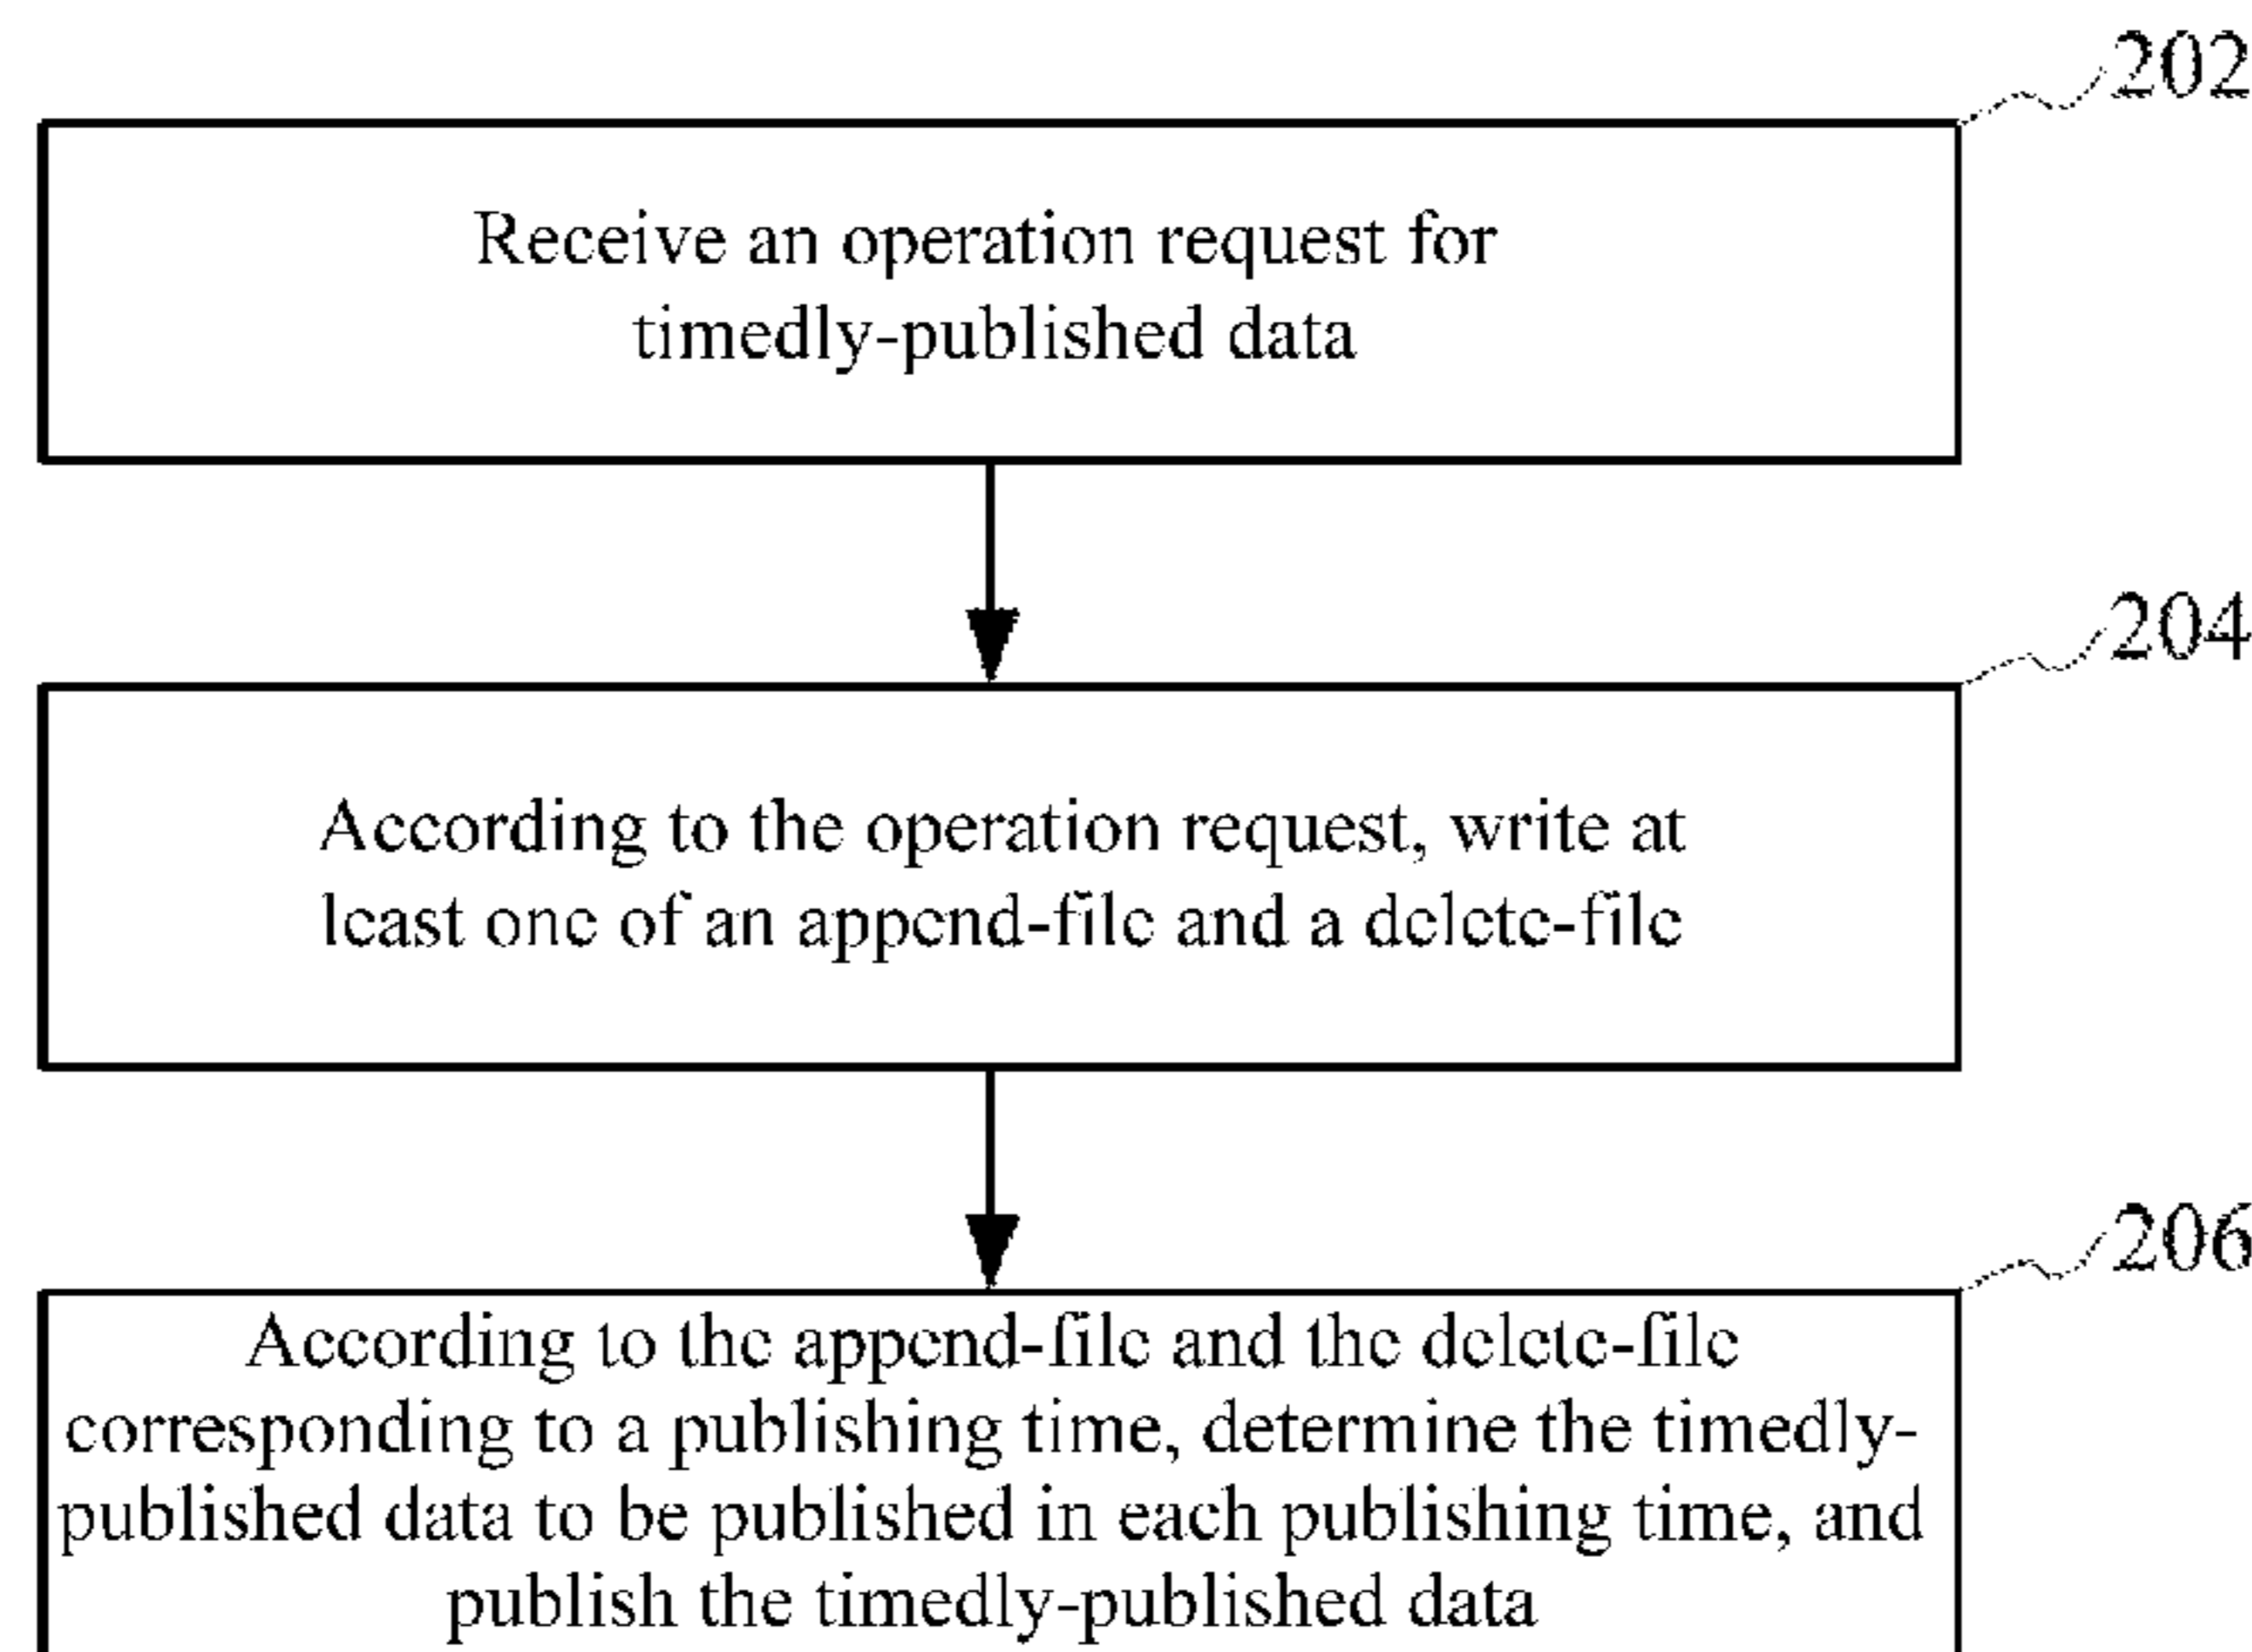 202
Receive an operation request for
timedly-published data
204
According to the operation request, write at
least one of an append-file and a delete-file
206
According to the append-file and the delete-file
corresponding to a publishing time, determine the timedly-
published data to be published in each publishing time, and
publish the timedly-published data